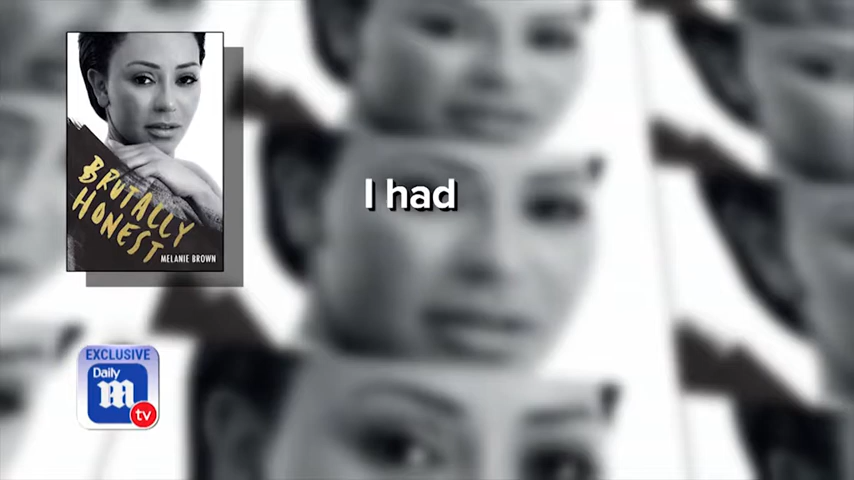 BRUTALLY
HONEST
MELANIE BROWN
I had
EXCLUSIVE
Daily
M
tv